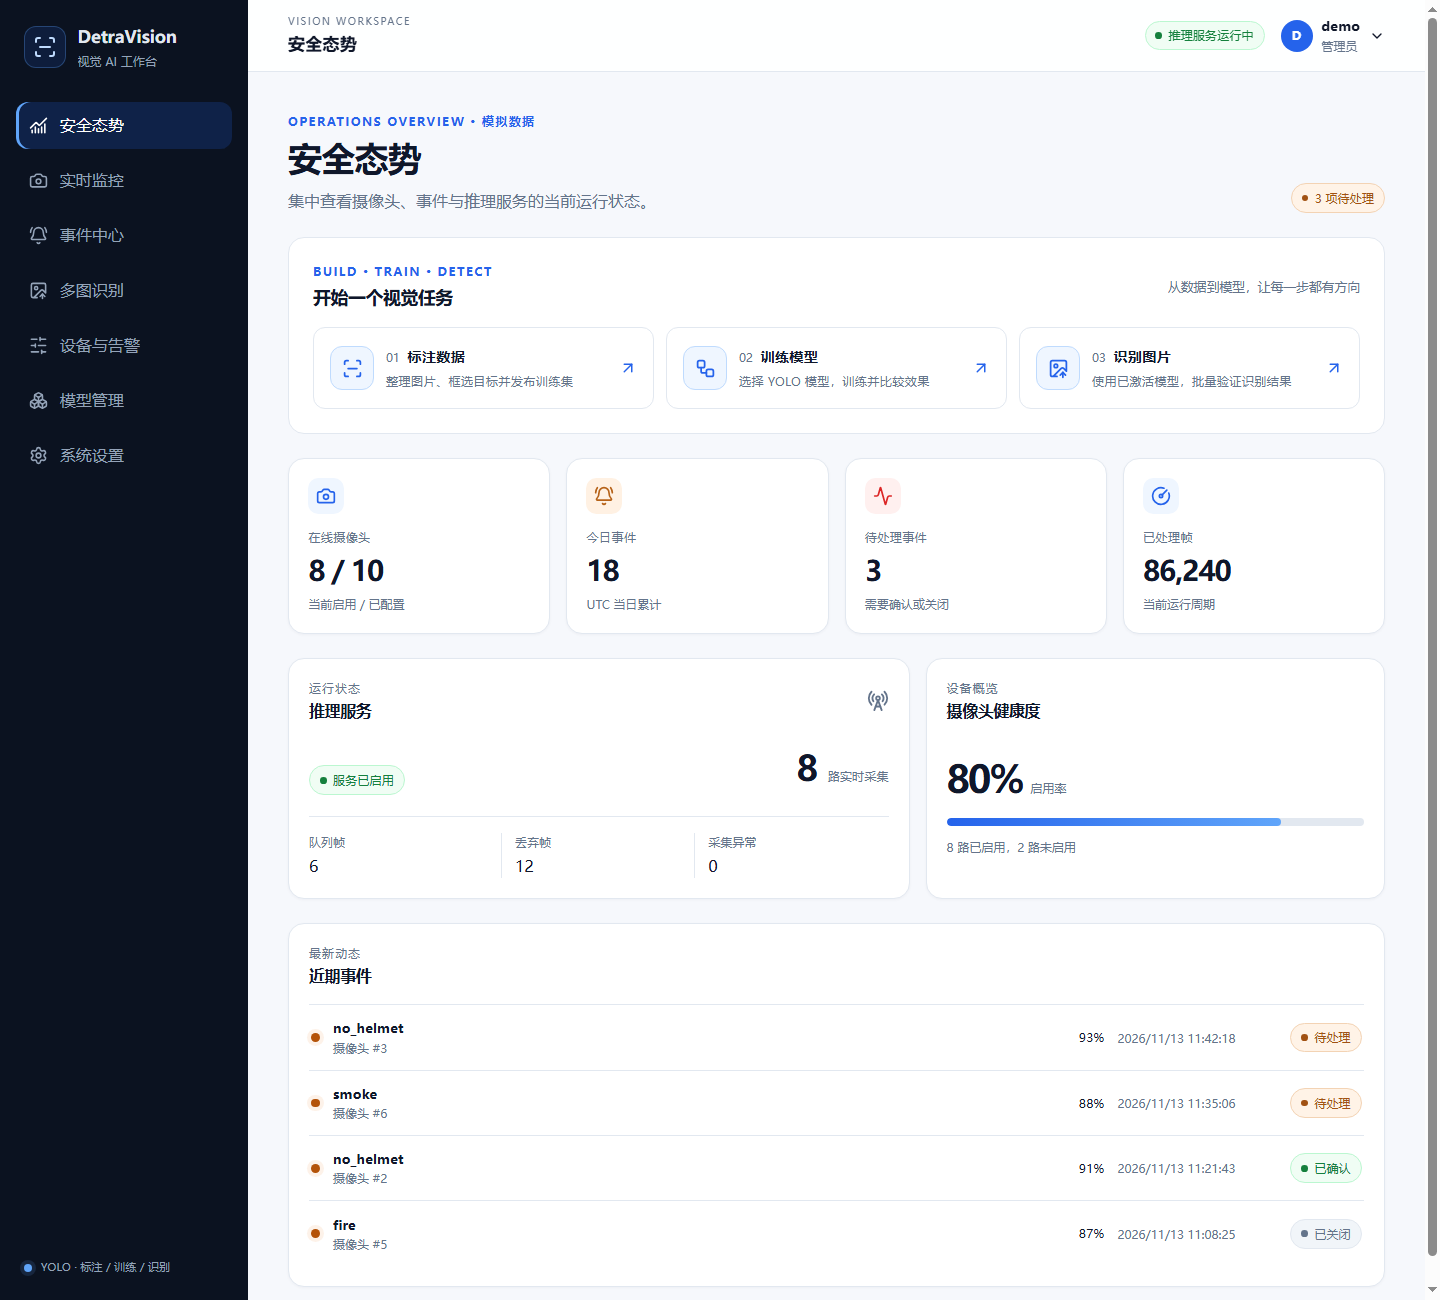 DetraVision
视觉 AI 工作台
安全态势
实时监控
事件中心
多图识别
设备与告警
模型管理
系统设置
YOLO · 标注 / 训练 / 识别
VISION WORKSPACE
安全态势
推理服务运行中
D
demo
管理员
OPERATIONS OVERVIEW • 模拟数据
安全态势
集中查看摄像头、事件与推理服务的当前运行状态。
3 项待处理
BUILD • TRAIN • DETECT
开始一个视觉任务
从数据到模型，让每一步都有方向
01 标注数据
整理图片、框选目标并发布训练集
02 训练模型
选择 YOLO 模型，训练并比较效果
03 识别图片
使用已激活模型，批量验证识别结果
在线摄像头
8 / 10
当前启用 / 已配置
今日事件
18
UTC 当日累计
待处理事件
3
需要确认或关闭
已处理帧
86,240
当前运行周期
运行状态
推理服务
服务已启用
8 路实时采集
队列帧
6
丢弃帧
12
采集异常
0
设备概览
摄像头健康度
80% 启用率
8 路已启用，2 路未启用
最新动态
近期事件
no_helmet
摄像头 #3
93% 2026/11/13 11:42:18 待处理
smoke
摄像头 #6
88% 2026/11/13 11:35:06 待处理
no_helmet
摄像头 #2
91% 2026/11/13 11:21:43 已确认
fire
摄像头 #5
87% 2026/11/13 11:08:25 已关闭